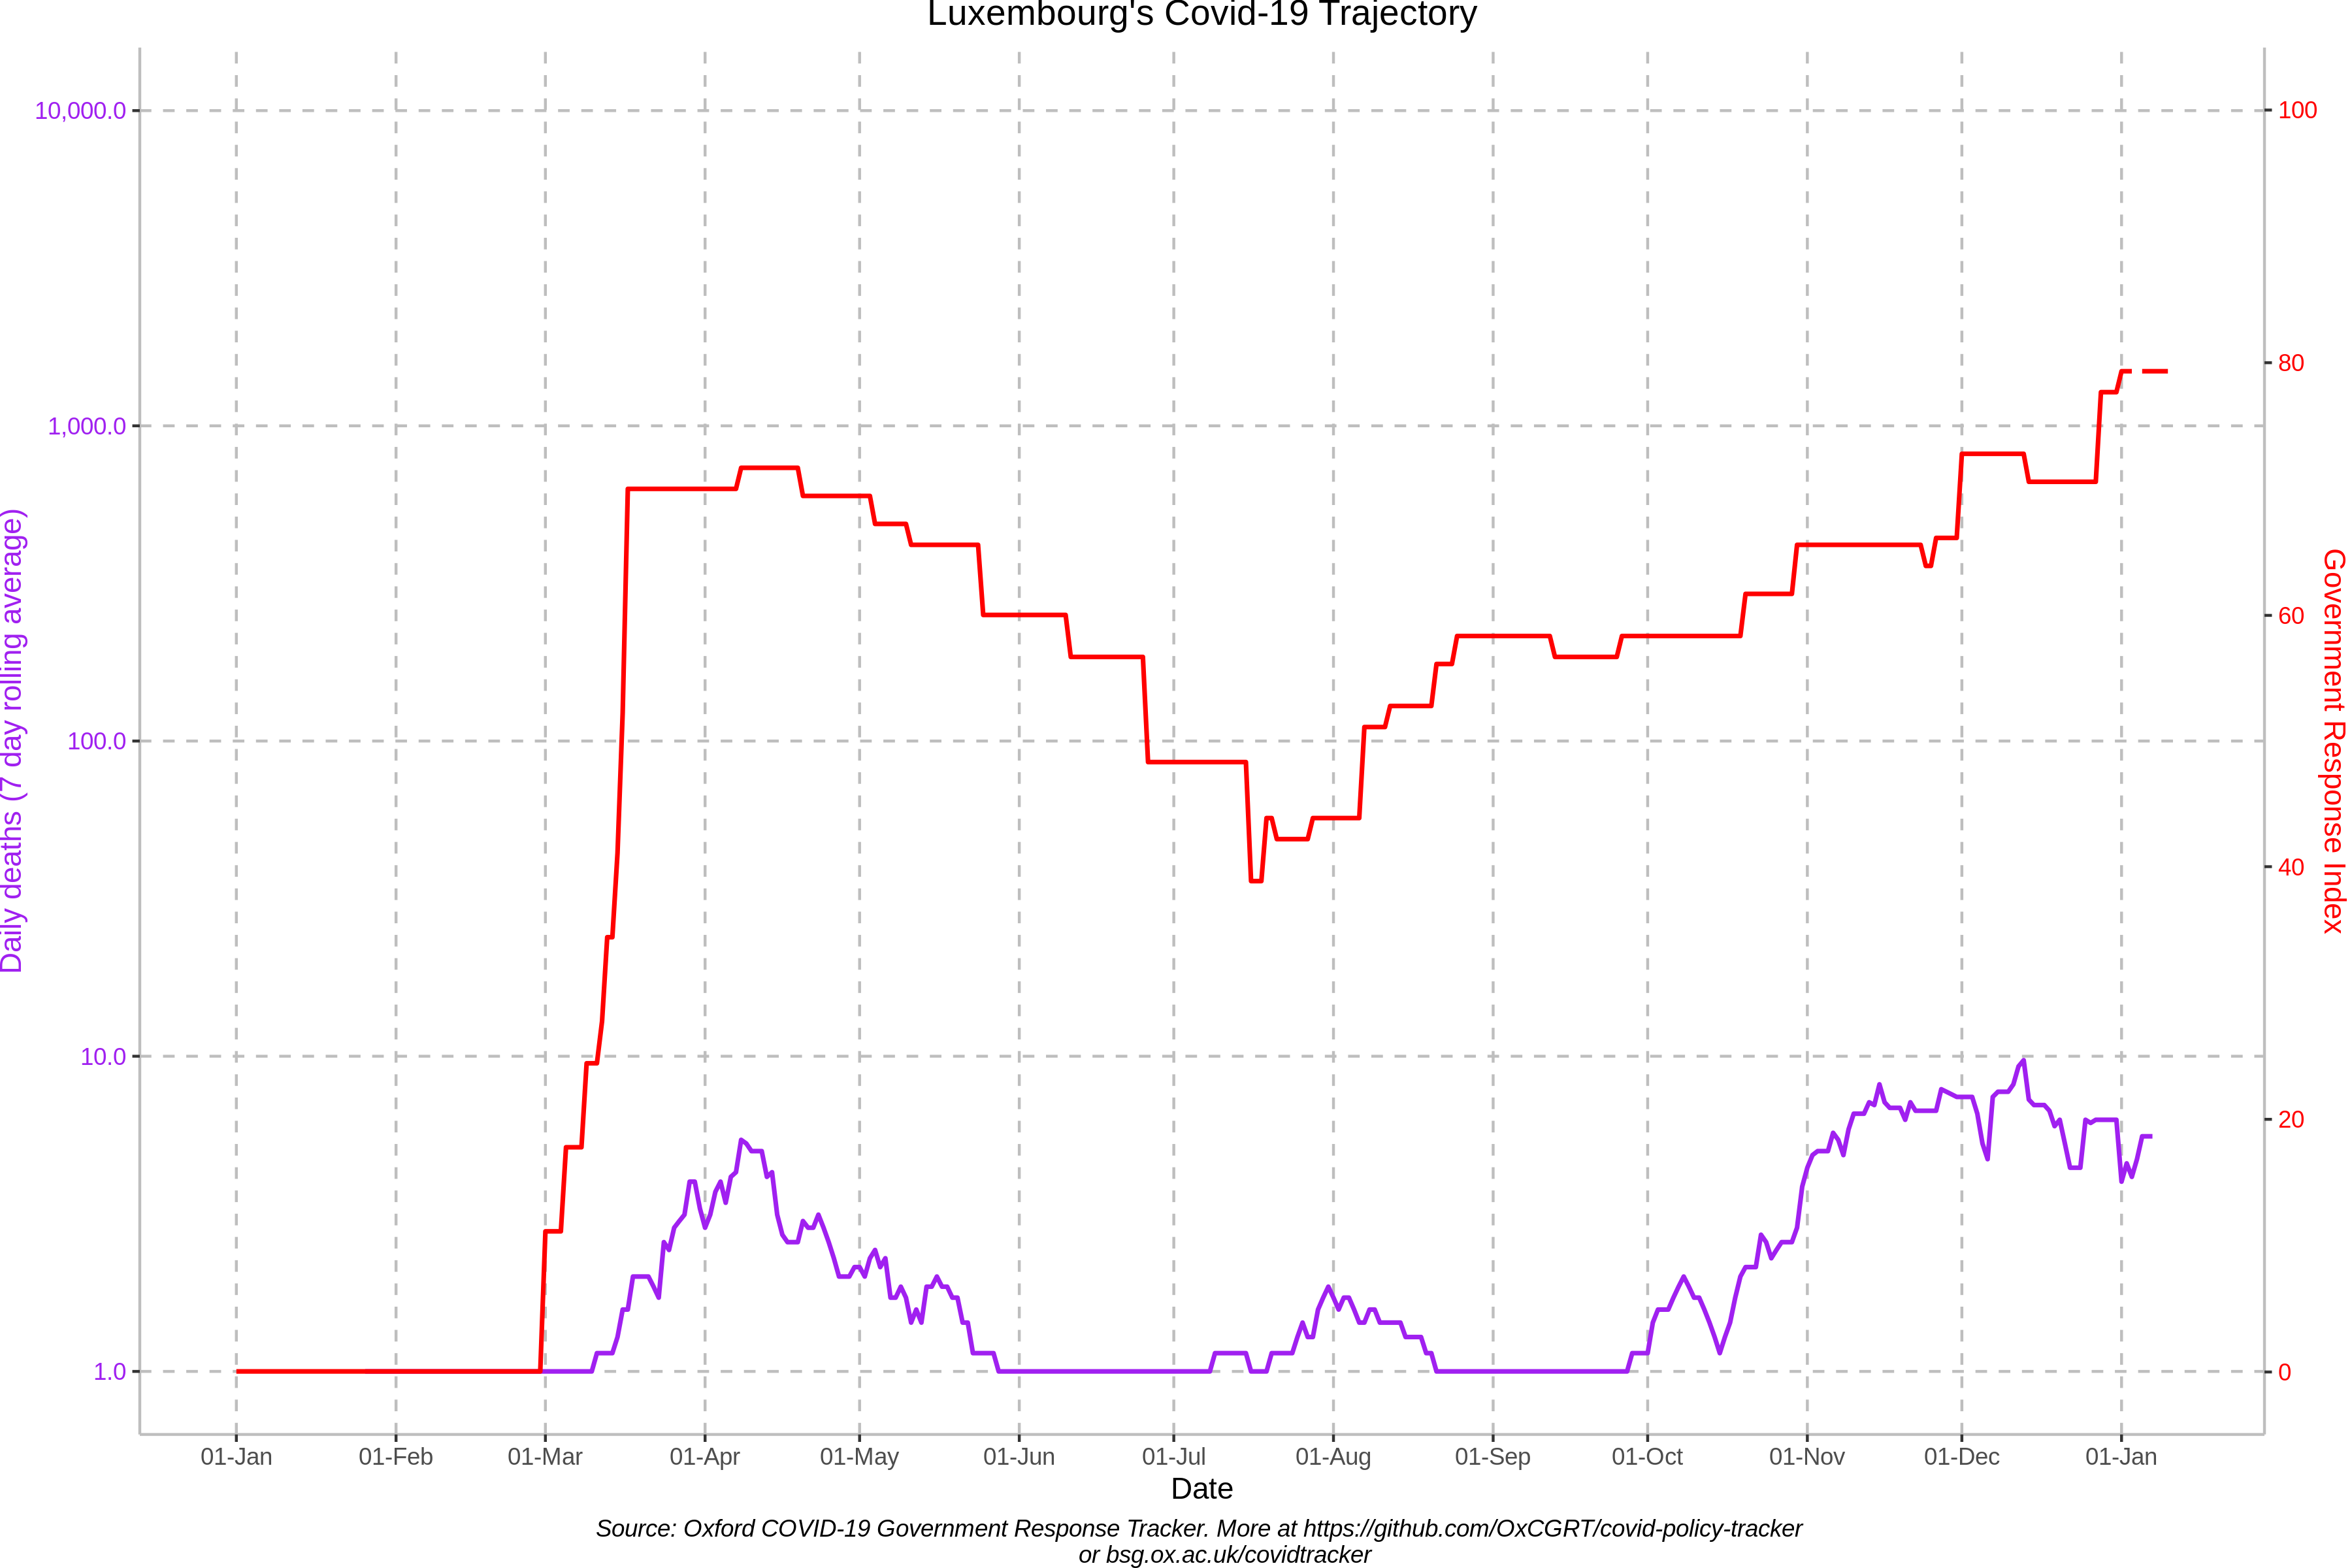 Luxembourg's Covid-19 Trajectory
10,000.0
1,000.0
100.0
10.0
1.0
Daily deaths (7 day rolling average)
100
80
60
40
20
0
Government Response Index
01-Jan 01-Feb 01-Mar 01-Apr 01-May 01-Jun 01-Jul 01-Aug 01-Sep 01-Oct 01-Nov 01-Dec 01-Jan
Date
Source: Oxford COVID-19 Government Response Tracker. More at https://github.com/OxCGRT/covid-policy-tracker
or bsg.ox.ac.uk/covidtracker